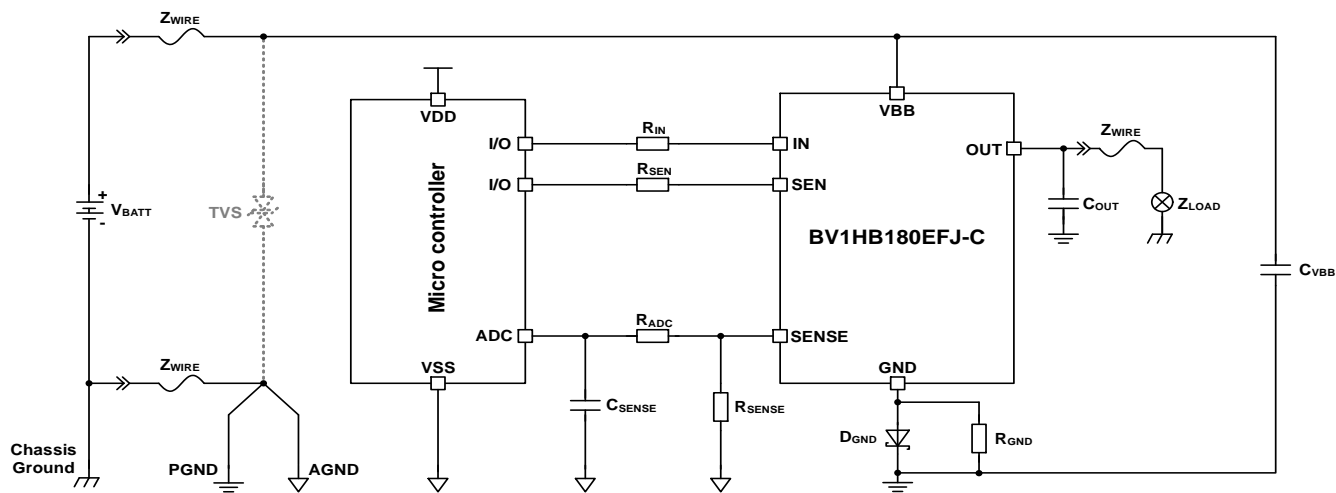 ZWIRE
VDD
VBB
I/O
RIN
IN
OUT
ZWIRE
I/O
RSEN
SEN
+
VBATT
-
TVS
Micro controller
COUT
ZLOAD
BV1HB180EFJ-C
CVBB
ZWIRE
ADC
RADC
SENSE
VSS
GND
CSENSE
RSENSE
DGND
RGND
Chassis
Ground
PGND
AGND